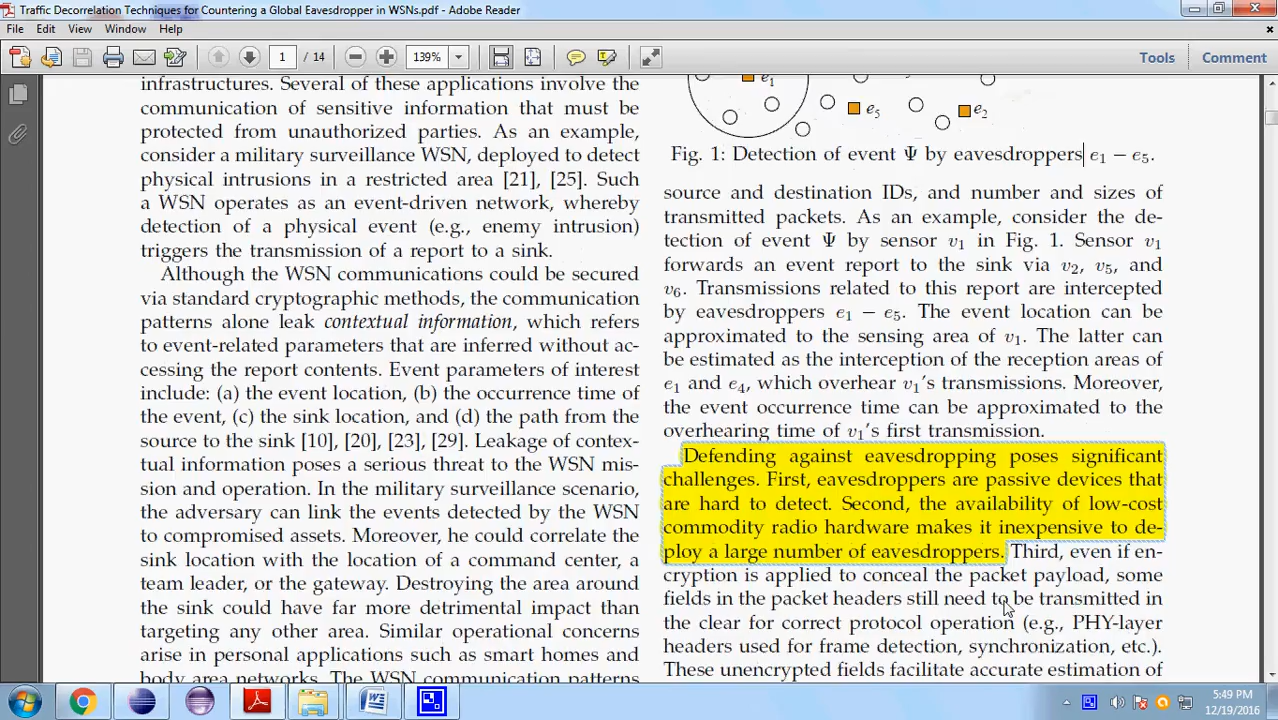 Traffic Decorrelation Techniques for Countering a Global Eavesdropper in WSNs.pdf - Adobe Reader
File Edit View Window Help
1 / 14 139% Tools Comment
infrastructures. Several of these applications involve the
communication of sensitive information that must be
protected from unauthorized parties. As an example,
consider a military surveillance WSN, deployed to detect
physical intrusions in a restricted area [21], [25]. Such
a WSN operates as an event-driven network, whereby
detection of a physical event (e.g., enemy intrusion)
triggers the transmission of a report to a sink.
Although the WSN communications could be secured
via standard cryptographic methods, the communication
patterns alone leak contextual information, which refers
to event-related parameters that are inferred without ac-
cessing the report contents. Event parameters of interest
include: (a) the event location, (b) the occurrence time of
the event, (c) the sink location, and (d) the path from the
source to the sink [10], [20], [23], [29]. Leakage of contex-
tual information poses a serious threat to the WSN mis-
sion and operation. In the military surveillance scenario,
the adversary can link the events detected by the WSN
to compromised assets. Moreover, he could correlate the
sink location with the location of a command center, a
team leader, or the gateway. Destroying the area around
the sink could have far more detrimental impact than
targeting any other area. Similar operational concerns
arise in personal applications such as smart homes and
body area networks. The WSN communication patterns
e1
e5
e2
Fig. 1: Detection of event Ψ by eavesdroppers e1 − e5.
source and destination IDs, and number and sizes of
transmitted packets. As an example, consider the de-
tection of event Ψ by sensor v1 in Fig. 1. Sensor v1
forwards an event report to the sink via v2, v5, and
v6. Transmissions related to this report are intercepted
by eavesdroppers e1 − e5. The event location can be
approximated to the sensing area of v1. The latter can
be estimated as the interception of the reception areas of
e1 and e4, which overhear v1's transmissions. Moreover,
the event occurrence time can be approximated to the
overhearing time of v1's first transmission.
Defending against eavesdropping poses significant
challenges. First, eavesdroppers are passive devices that
are hard to detect. Second, the availability of low-cost
commodity radio hardware makes it inexpensive to de-
ploy a large number of eavesdroppers. Third, even if en-
cryption is applied to conceal the packet payload, some
fields in the packet headers still need to be transmitted in
the clear for correct protocol operation (e.g., PHY-layer
headers used for frame detection, synchronization, etc.).
These unencrypted fields facilitate accurate estimation of
5:49 PM
12/19/2016